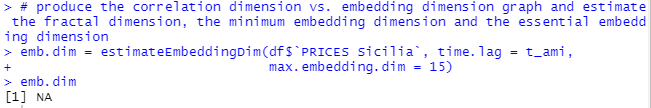 > # produce the correlation dimension vs. embedding dimension graph and estimate
the fractal dimension, the minimum embedding dimension and the essential embedd
ing dimension
> emb.dim = estimateEmbeddingDim(df$`PRICES Sicilia`, time.lag = t_ami,
+                                max.embedding.dim = 15)
> emb.dim
[1] NA